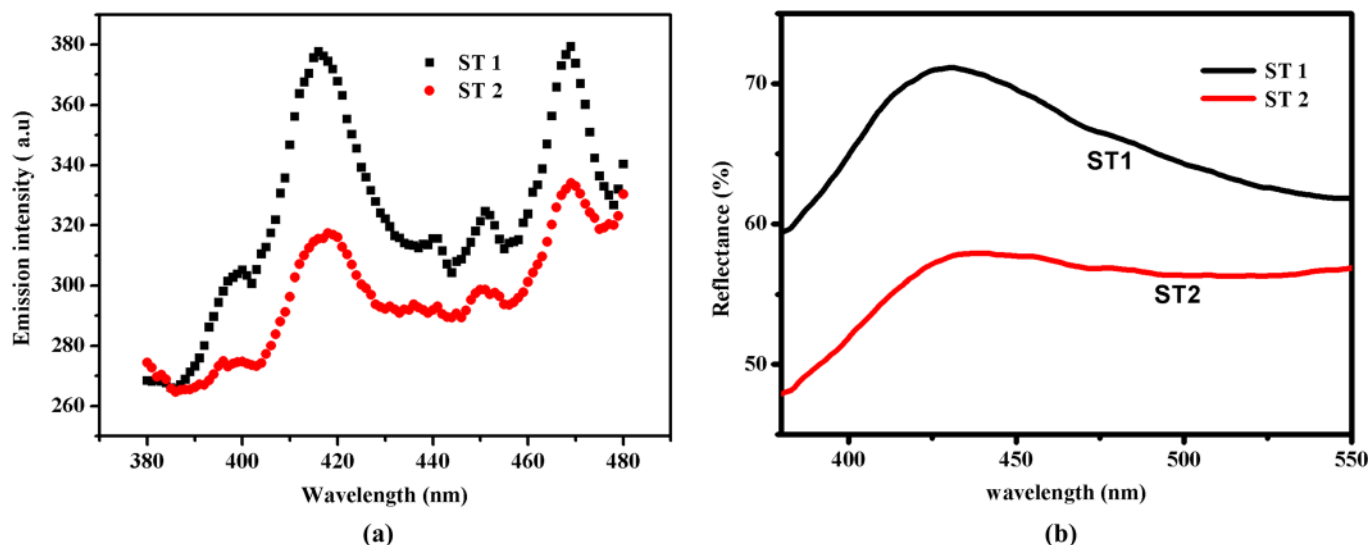 Emission intensity ( a.u)
380
360
340
320
300
280
260
ST 1
ST 2
380 400 420 440 460 480
Wavelength (nm)
(a)
Reflectance (%)
70
60
50
ST 1
ST 2
ST1
ST2
400 450 500 550
wavelength (nm)
(b)